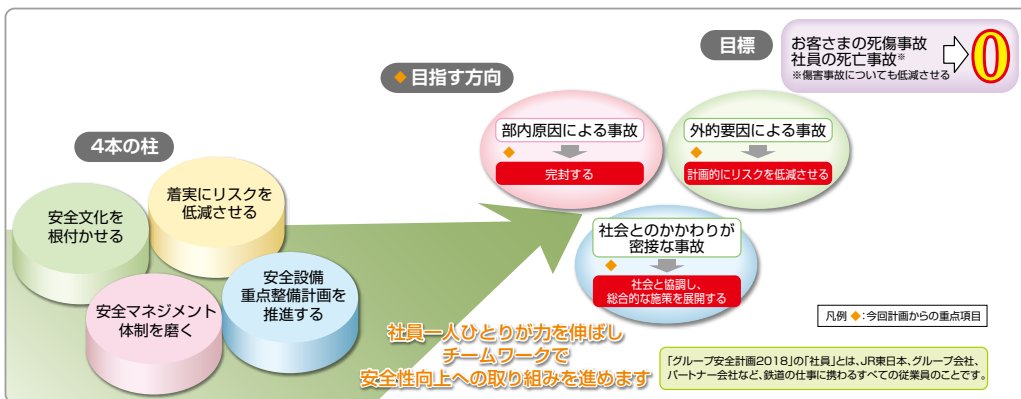 目標
お客さまの死傷事故
社員の死亡事故※
※傷害事故についても低減させる
0
◆目指す方向
部内原因による事故
◆
完封する
外的要因による事故
◆
計画的にリスクを低減させる
社会とのかかわりが
密接な事故
◆
社会と協調し、
総合的な施策を展開する
4本の柱
着実にリスクを
低減させる
安全文化を
根付かせる
安全設備
重点整備計画を
推進する
安全マネジメント
体制を磨く
社員一人ひとりが力を伸ばし
チームワークで
安全性向上への取り組みを進めます
凡例 ◆:今回計画からの重点項目
「グループ安全計画2018」の「社員」とは、JR東日本、グループ会社、
パートナー会社など、鉄道の仕事に携わるすべての従業員のことです。